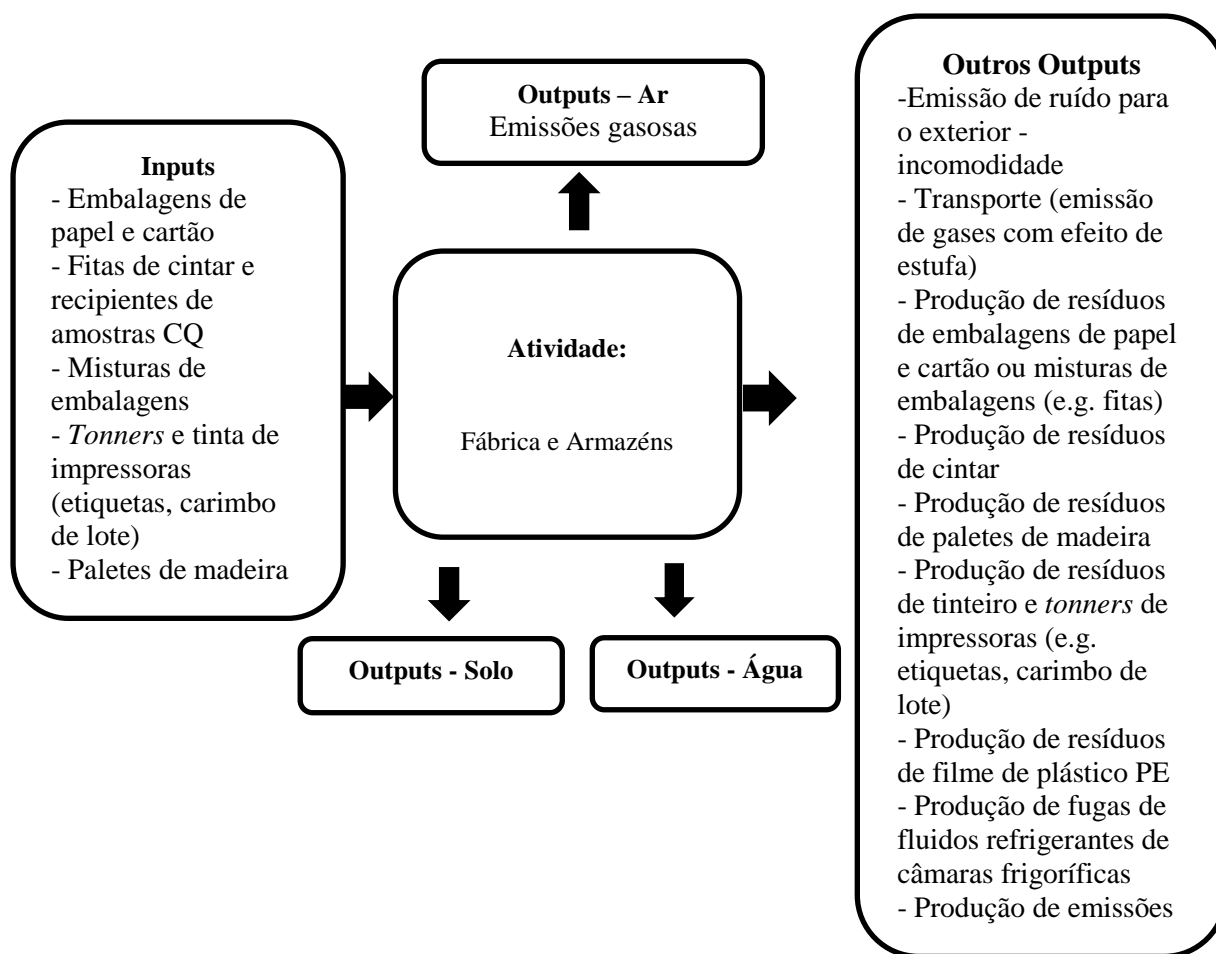 Inputs
- Embalagens de
papel e cartão
- Fitas de cintar e
recipientes de
amostras CQ
- Misturas de
embalagens
- Tonners e tinta de
impressoras
(etiquetas, carimbo
de lote)
- Paletes de madeira
Outputs – Ar
Emissões gasosas
Atividade:
Fábrica e Armazéns
Outputs - Solo
Outputs - Água
Outros Outputs
-Emissão de ruído para
o exterior -
incomodidade
- Transporte (emissão
de gases com efeito de
estufa)
- Produção de resíduos
de embalagens de papel
e cartão ou misturas de
embalagens (e.g. fitas)
- Produção de resíduos
de cintar
- Produção de resíduos
de paletes de madeira
- Produção de resíduos
de tinteiro e tonners de
impressoras (e.g.
etiquetas, carimbo de
lote)
- Produção de resíduos
de filme de plástico PE
- Produção de fugas de
fluidos refrigerantes de
câmaras frigoríficas
- Produção de emissões